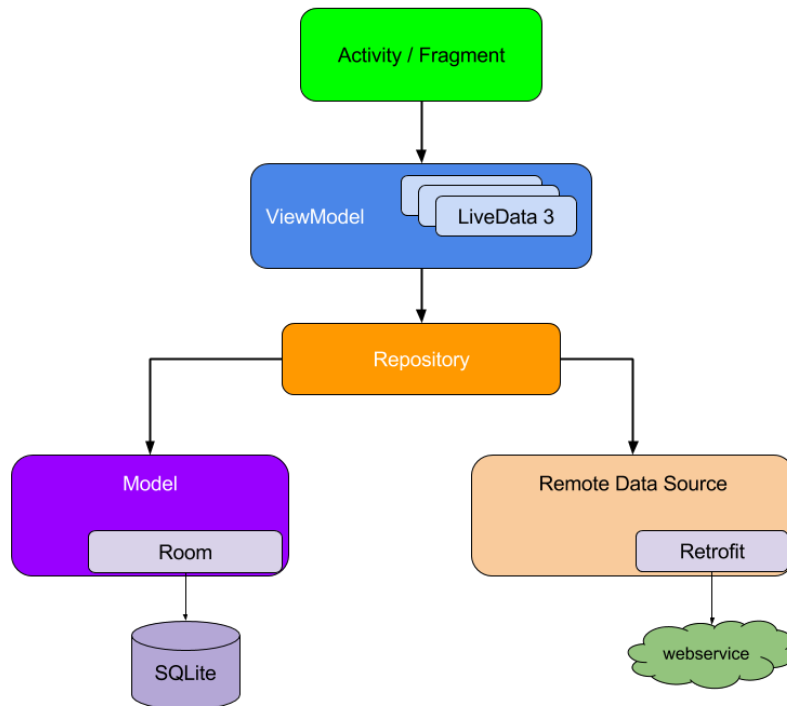 Activity / Fragment
ViewModel
LiveData 3
Repository
Model
Remote Data Source
Room
Retrofit
SQLite
webservice